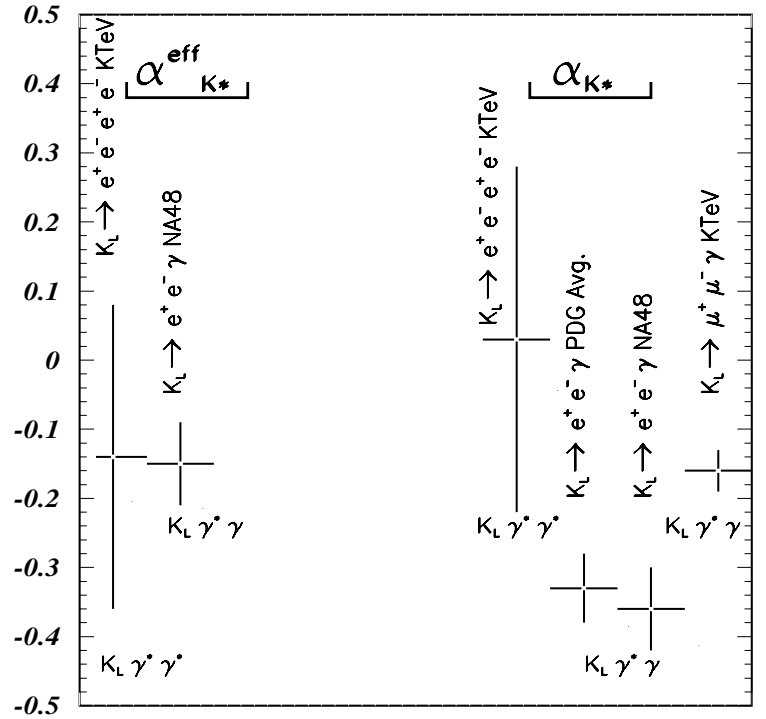 0.5
0.4
0.3
0.2
0.1
0
-0.1
-0.2
-0.3
-0.4
-0.5
α^eff K*
α K*
K_L → e⁺ e⁻ e⁺ e⁻ KTeV
K_L → e⁺ e⁻ γ NA48
K_L → e⁺ e⁻ e⁺ e⁻ KTeV
K_L → e⁺ e⁻ γ PDG Avg.
K_L → e⁺ e⁻ γ NA48
K_L → μ⁺ μ⁻ γ KTeV
K_L γ* γ
K_L γ* γ*
K_L γ* γ*
K_L γ* γ
K_L γ* γ